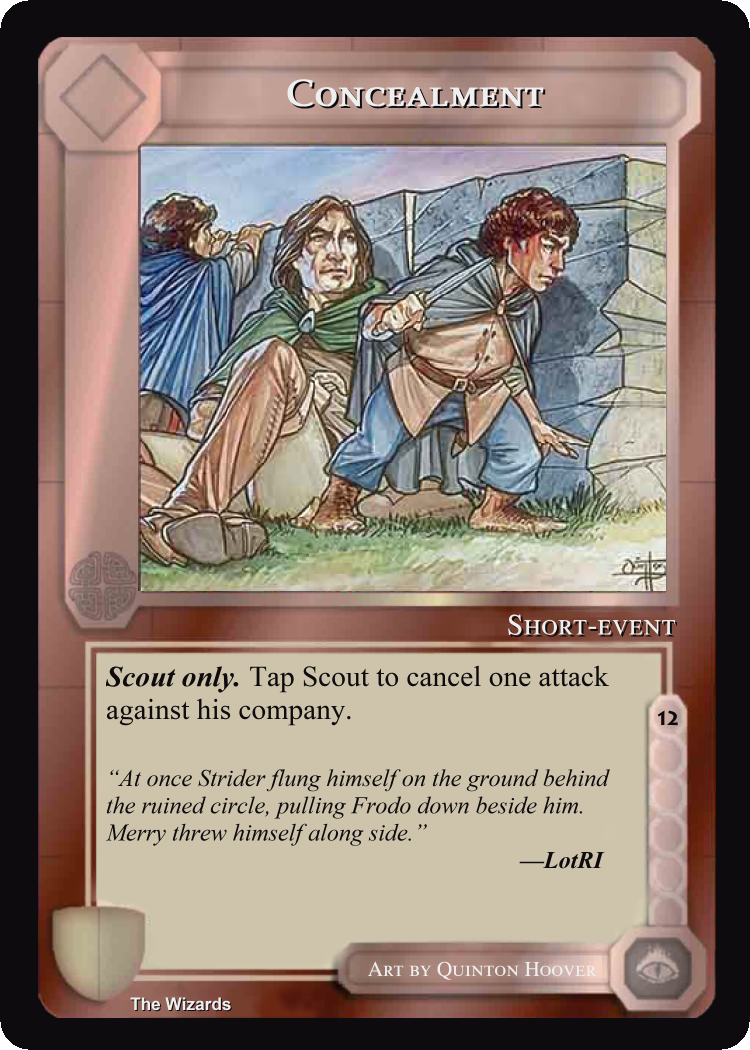 Concealment
Short-event
Scout only. Tap Scout to cancel one attack
against his company.
12
“At once Strider flung himself on the ground behind
the ruined circle, pulling Frodo down beside him.
Merry threw himself along side.”
—LotRI
Art by Quinton Hoover
The Wizards